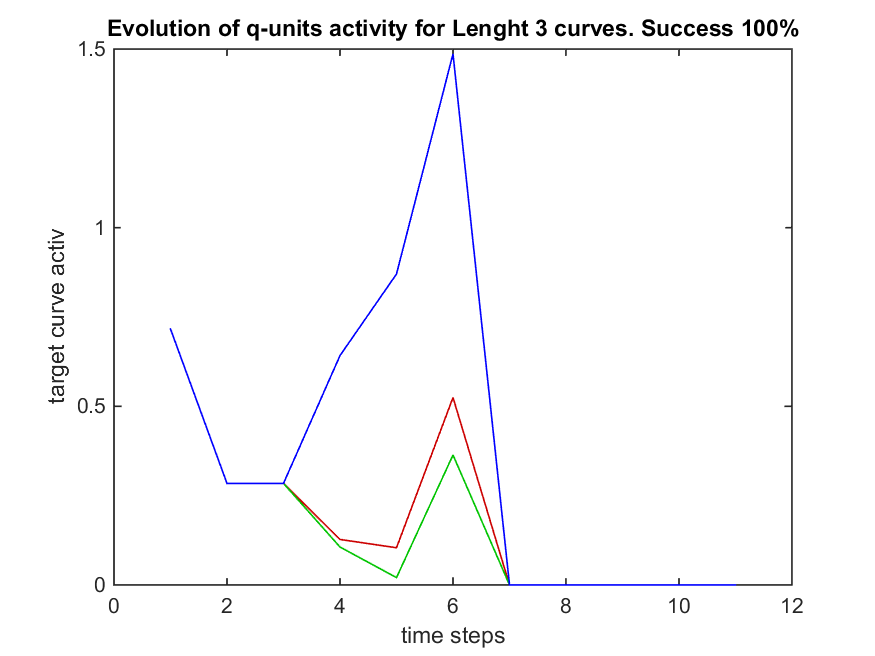 Evolution of q-units activity for Lenght 3 curves. Success 100%
1.5
1
0.5
0
target curve activ
0 2 4 6 8 10 12
time steps